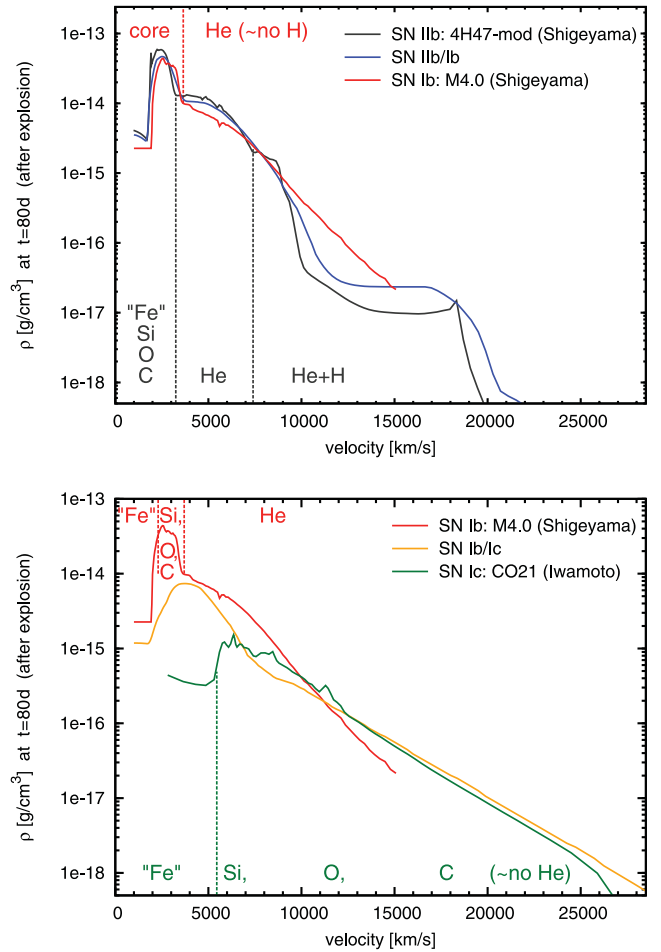 1e-13
1e-14
1e-15
1e-16
1e-17
1e-18
ρ [g/cm³] at t=80d (after explosion)
core
He (~no H)
SN IIb: 4H47-mod (Shigeyama)
SN IIb/Ib
SN Ib: M4.0 (Shigeyama)
"Fe"
Si
O
C
He
He+H
0 5000 10000 15000 20000 25000
velocity [km/s]
1e-13
1e-14
1e-15
1e-16
1e-17
1e-18
ρ [g/cm³] at t=80d (after explosion)
"Fe" Si, He
O,
C
SN Ib: M4.0 (Shigeyama)
SN Ib/Ic
SN Ic: CO21 (Iwamoto)
"Fe" Si, O, C (~no He)
0 5000 10000 15000 20000 25000
velocity [km/s]